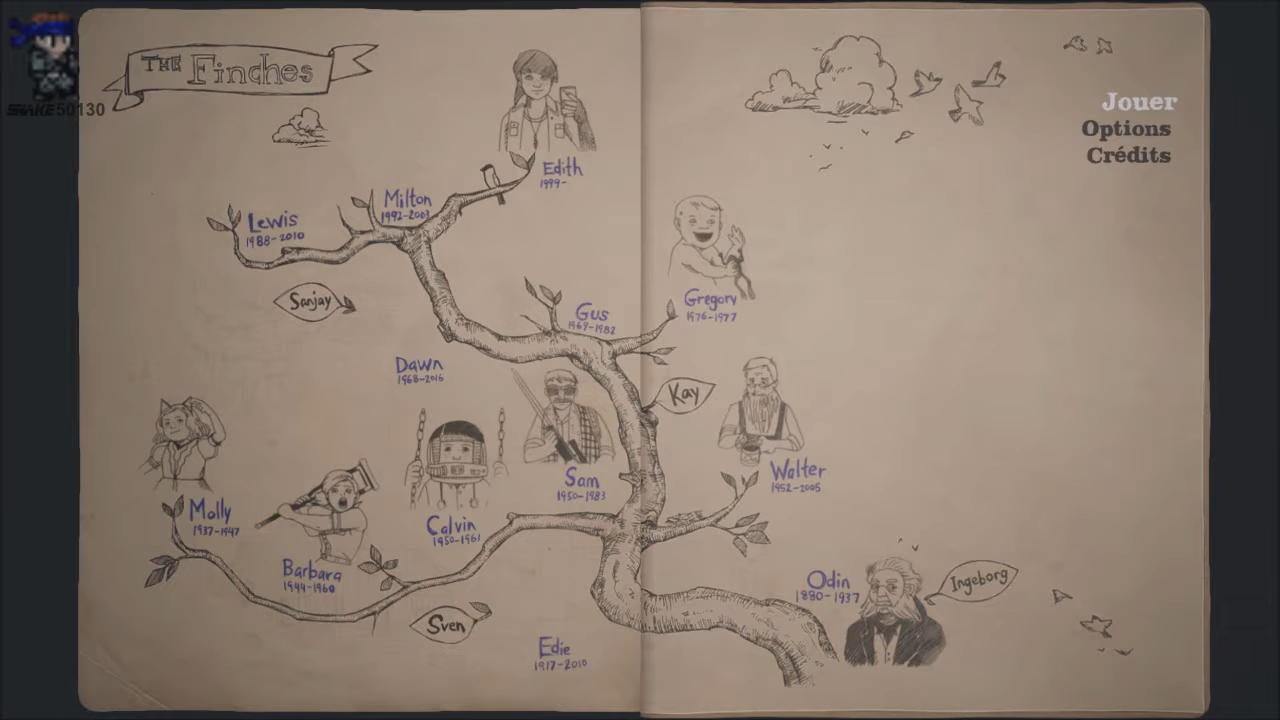 THE Finches
SNAKE50130
Jouer
Options
Crédits
Edith
1999-
Milton
1992-2003
Lewis
1988-2010
Sanjay
Gregory
1976-1977
Gus
1969-1982
Dawn
1968-2016
Kay
Sam
1950-1983
Walter
1952-2005
Molly
1937-1947
Barbara
1944-1960
Calvin
1950-1961
Odin
1880-1937
Ingeborg
Sven
Edie
1917-2010